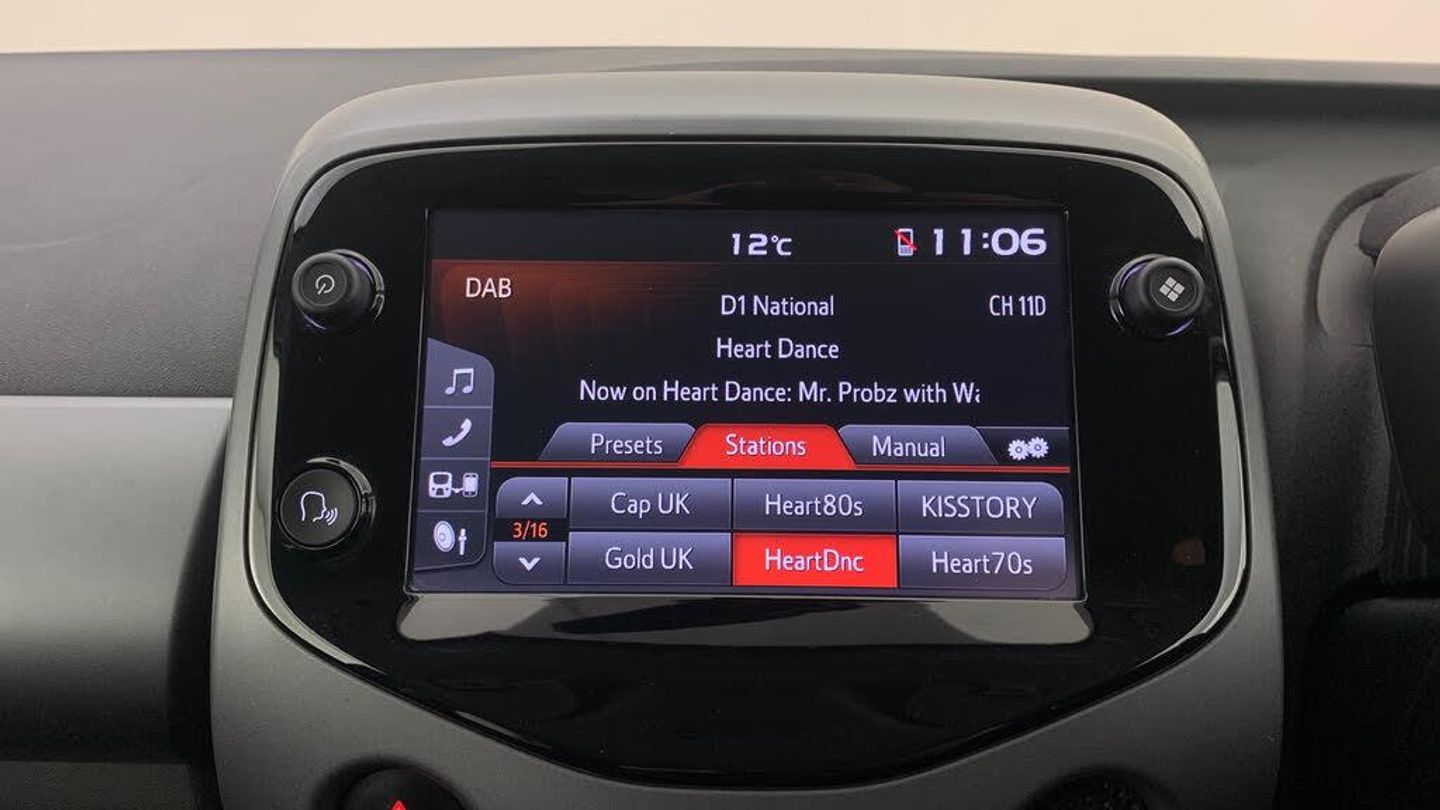 12°C 11:06
DAB
D1 National CH 11D
Heart Dance
Now on Heart Dance: Mr. Probz with Wa
Presets Stations Manual
Cap UK Heart80s KISSTORY
3/16
Gold UK HeartDnc Heart70s